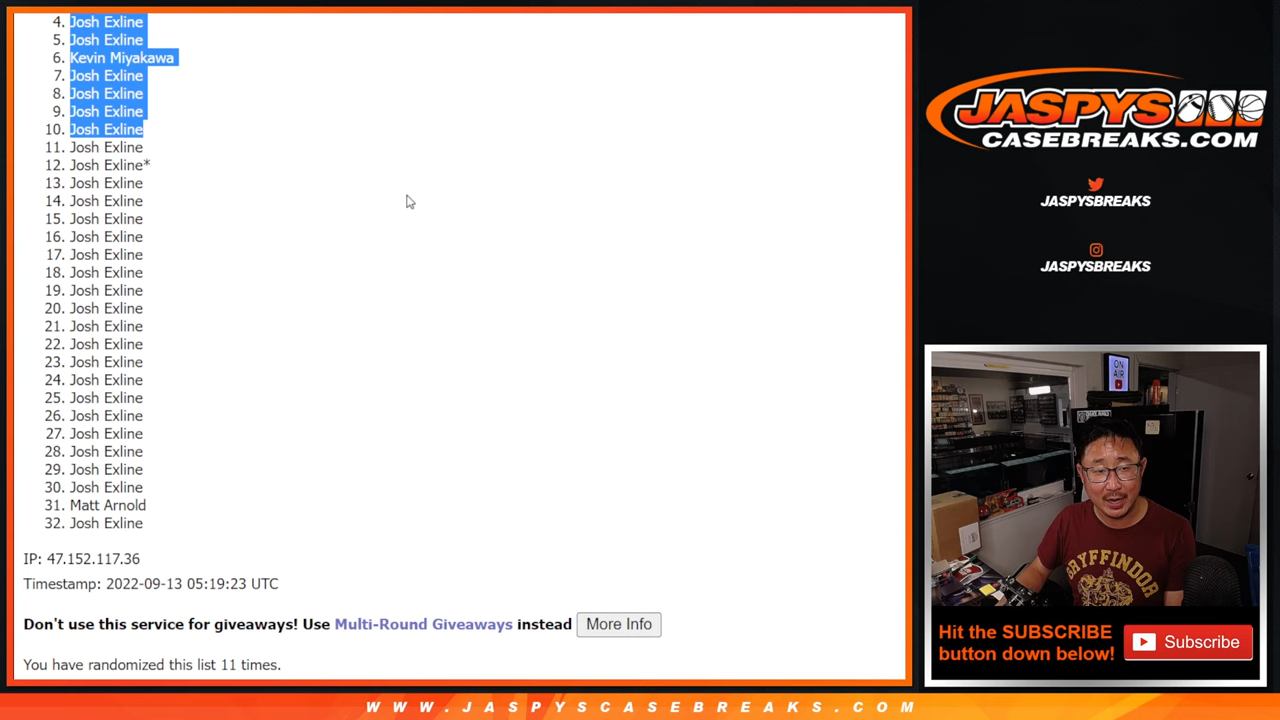 4. Josh Exline
5. Josh Exline
6. Kevin Miyakawa
7. Josh Exline
8. Josh Exline
9. Josh Exline
10. Josh Exline
11. Josh Exline
12. Josh Exline*
13. Josh Exline
14. Josh Exline
15. Josh Exline
16. Josh Exline
17. Josh Exline
18. Josh Exline
19. Josh Exline
20. Josh Exline
21. Josh Exline
22. Josh Exline
23. Josh Exline
24. Josh Exline
25. Josh Exline
26. Josh Exline
27. Josh Exline
28. Josh Exline
29. Josh Exline
30. Josh Exline
31. Matt Arnold
32. Josh Exline
IP: 47.152.117.36
Timestamp: 2022-09-13 05:19:23 UTC
Don't use this service for giveaways! Use Multi-Round Giveaways instead More Info
You have randomized this list 11 times.
JASPYS
CASEBREAKS.COM
JASPYSBREAKS
JASPYSBREAKS
ON
AIR
GRYFFINDOR
Hit the SUBSCRIBE
button down below!
Subscribe
WWW.JASPYSCASEBREAKS.COM